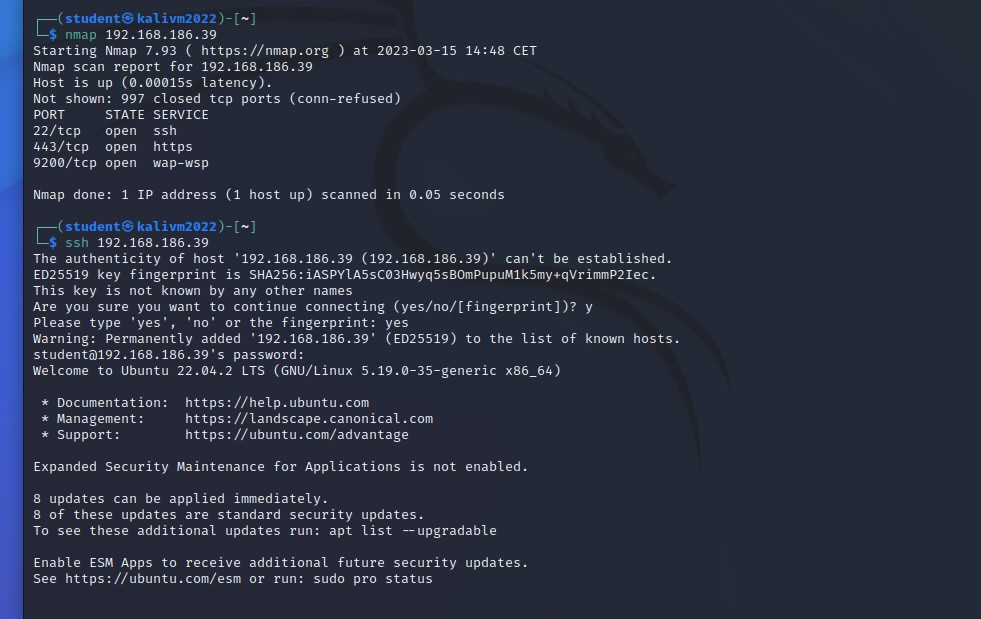 ┌──(student㉿kalivm2022)-[~]
└─$ nmap 192.168.186.39
Starting Nmap 7.93 ( https://nmap.org ) at 2023-03-15 14:48 CET
Nmap scan report for 192.168.186.39
Host is up (0.00015s latency).
Not shown: 997 closed tcp ports (conn-refused)
PORT     STATE SERVICE
22/tcp   open  ssh
443/tcp  open  https
9200/tcp open  wap-wsp
Nmap done: 1 IP address (1 host up) scanned in 0.05 seconds
┌──(student㉿kalivm2022)-[~]
└─$ ssh 192.168.186.39
The authenticity of host '192.168.186.39 (192.168.186.39)' can't be established.
ED25519 key fingerprint is SHA256:iASPYlA5sC03Hwyq5sBOmPupuM1k5my+qVrimmP2Iec.
This key is not known by any other names
Are you sure you want to continue connecting (yes/no/[fingerprint])? y
Please type 'yes', 'no' or the fingerprint: yes
Warning: Permanently added '192.168.186.39' (ED25519) to the list of known hosts.
student@192.168.186.39's password:
Welcome to Ubuntu 22.04.2 LTS (GNU/Linux 5.19.0-35-generic x86_64)
 * Documentation:  https://help.ubuntu.com
 * Management:     https://landscape.canonical.com
 * Support:        https://ubuntu.com/advantage
Expanded Security Maintenance for Applications is not enabled.
8 updates can be applied immediately.
8 of these updates are standard security updates.
To see these additional updates run: apt list --upgradable
Enable ESM Apps to receive additional future security updates.
See https://ubuntu.com/esm or run: sudo pro status